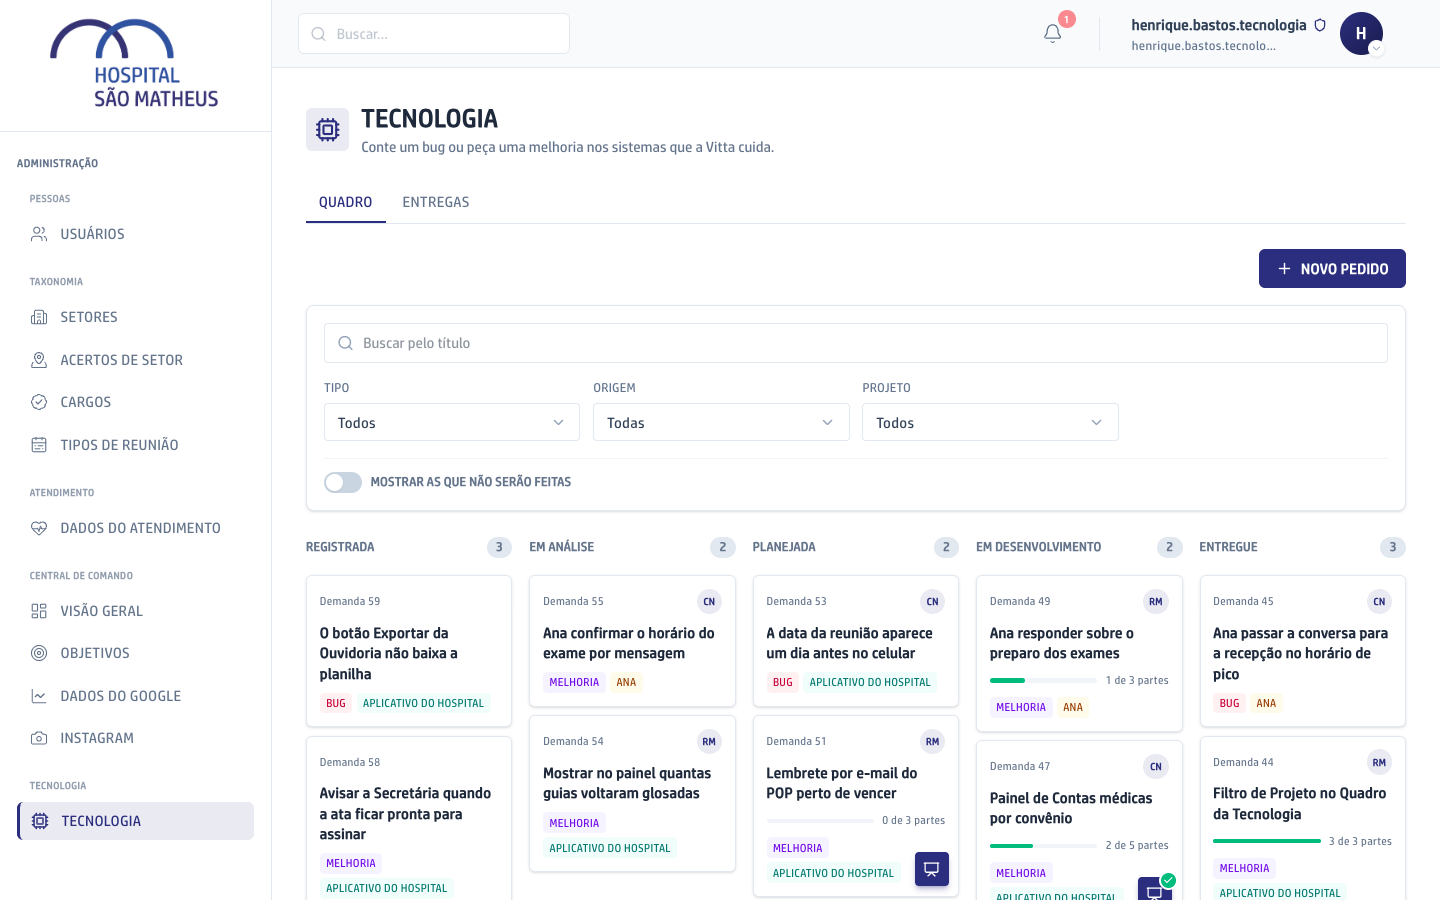 HOSPITAL
SÃO MATHEUS
ADMINISTRAÇÃO
PESSOAS
USUÁRIOS
TAXONOMIA
SETORES
ACERTOS DE SETOR
CARGOS
TIPOS DE REUNIÃO
ATENDIMENTO
DADOS DO ATENDIMENTO
CENTRAL DE COMANDO
VISÃO GERAL
OBJETIVOS
DADOS DO GOOGLE
INSTAGRAM
TECNOLOGIA
TECNOLOGIA
Buscar...
1
henrique.bastos.tecnologia
henrique.bastos.tecnolo...
H
TECNOLOGIA
Conte um bug ou peça uma melhoria nos sistemas que a Vitta cuida.
QUADRO
ENTREGAS
NOVO PEDIDO
Buscar pelo título
TIPO
Todos
ORIGEM
Todas
PROJETO
Todos
MOSTRAR AS QUE NÃO SERÃO FEITAS
REGISTRADA 3
Demanda 59
O botão Exportar da
Ouvidoria não baixa a
planilha
BUG APLICATIVO DO HOSPITAL
Demanda 58
Avisar a Secretária quando
a ata ficar pronta para
assinar
MELHORIA
APLICATIVO DO HOSPITAL
EM ANÁLISE 2
Demanda 55 CN
Ana confirmar o horário do
exame por mensagem
MELHORIA ANA
Demanda 54 RM
Mostrar no painel quantas
guias voltaram glosadas
MELHORIA
APLICATIVO DO HOSPITAL
PLANEJADA 2
Demanda 53 CN
A data da reunião aparece
um dia antes no celular
BUG APLICATIVO DO HOSPITAL
Demanda 51 RM
Lembrete por e-mail do
POP perto de vencer
0 de 3 partes
MELHORIA
APLICATIVO DO HOSPITAL
EM DESENVOLVIMENTO 2
Demanda 49 RM
Ana responder sobre o
preparo dos exames
1 de 3 partes
MELHORIA ANA
Demanda 47 CN
Painel de Contas médicas
por convênio
2 de 5 partes
MELHORIA
APLICATIVO DO HOSPITAL
ENTREGUE 3
Demanda 45 CN
Ana passar a conversa para
a recepção no horário de
pico
BUG ANA
Demanda 44 RM
Filtro de Projeto no Quadro
da Tecnologia
3 de 3 partes
MELHORIA
APLICATIVO DO HOSPITAL